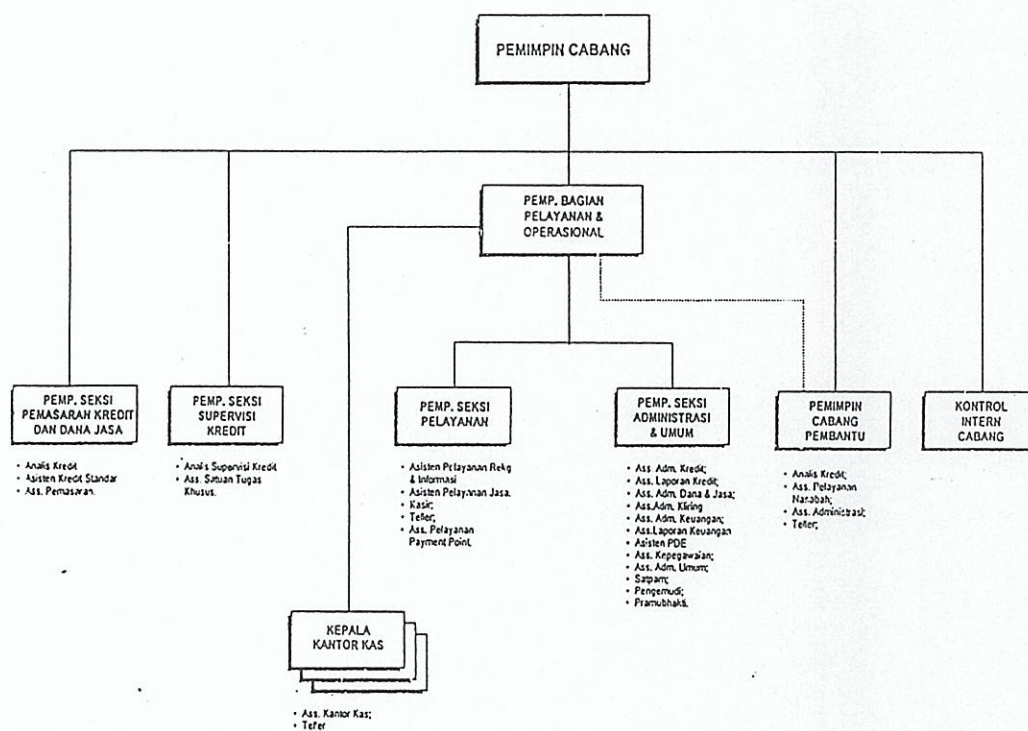 PEMIMPIN CABANG
PEMP. BAGIAN
PELAYANAN &
OPERASIONAL
PEMP. SEKSI
PEMASARAN KREDIT
DAN DANA JASA
• Analis Kredit
• Asisten Kredit Standar
• Ass. Pemasaran.
PEMP. SEKSI
SUPERVISI
KREDIT
• Analis Supervisi Kredit
• Ass. Satuan Tugas
Khusus.
PEMP. SEKSI
PELAYANAN
• Asisten Pelayanan Rekg
& Informasi
• Asisten Pelayanan Jasa.
• Kasir;
• Teller;
• Ass. Pelayanan
Payment Point.
PEMP. SEKSI
ADMINISTRASI
& UMUM
• Ass. Adm. Kredit;
• Ass. Laporan Kredit;
• Ass. Adm. Dana & Jasa;
• Ass.Adm. Kliring
• Ass. Adm. Keuangan;
• Ass.Laporan Keuangan
• Asisten PDE
• Ass. Kepegawaian;
• Ass. Adm. Umum;
• Satpam;
• Pengemudi;
• Pramubhakti.
PEMIMPIN
CABANG
PEMBANTU
• Analis Kredit;
• Ass. Pelayanan
Nasabah;
• Ass. Administrasi;
• Teller;
KONTROL
INTERN
CABANG
KEPALA
KANTOR KAS
• Ass. Kantor Kas;
• Teller